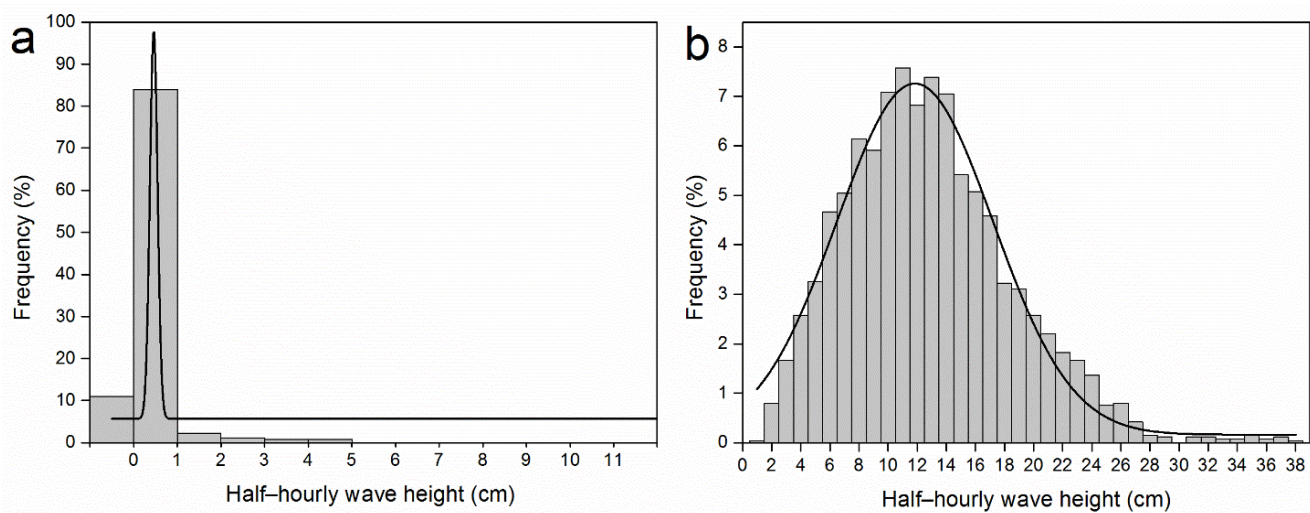 a
Frequency (%)
100
90
80
70
60
50
40
30
20
10
0
0 1 2 3 4 5 6 7 8 9 10 11
Half–hourly wave height (cm)
b
Frequency (%)
8
7
6
5
4
3
2
1
0
0 2 4 6 8 10 12 14 16 18 20 22 24 26 28 30 32 34 36 38
Half–hourly wave height (cm)